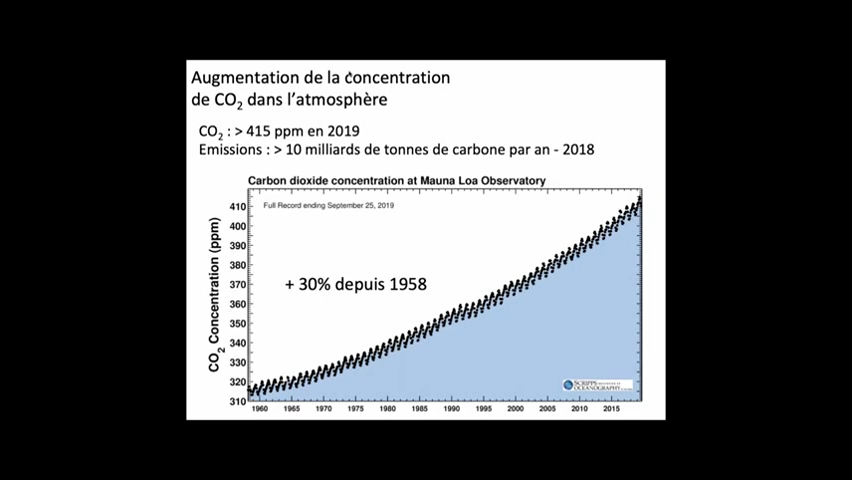 Augmentation de la concentration
de CO₂ dans l'atmosphère
CO₂ : > 415 ppm en 2019
Emissions : > 10 milliards de tonnes de carbone par an - 2018
Carbon dioxide concentration at Mauna Loa Observatory
Full Record ending September 25, 2019
CO₂ Concentration (ppm)
410
400
390
380
370
360
350
340
330
320
310
+ 30% depuis 1958
SCRIPPS INSTITUTION OF
OCEANOGRAPHY
1960 1965 1970 1975 1980 1985 1990 1995 2000 2005 2010 2015